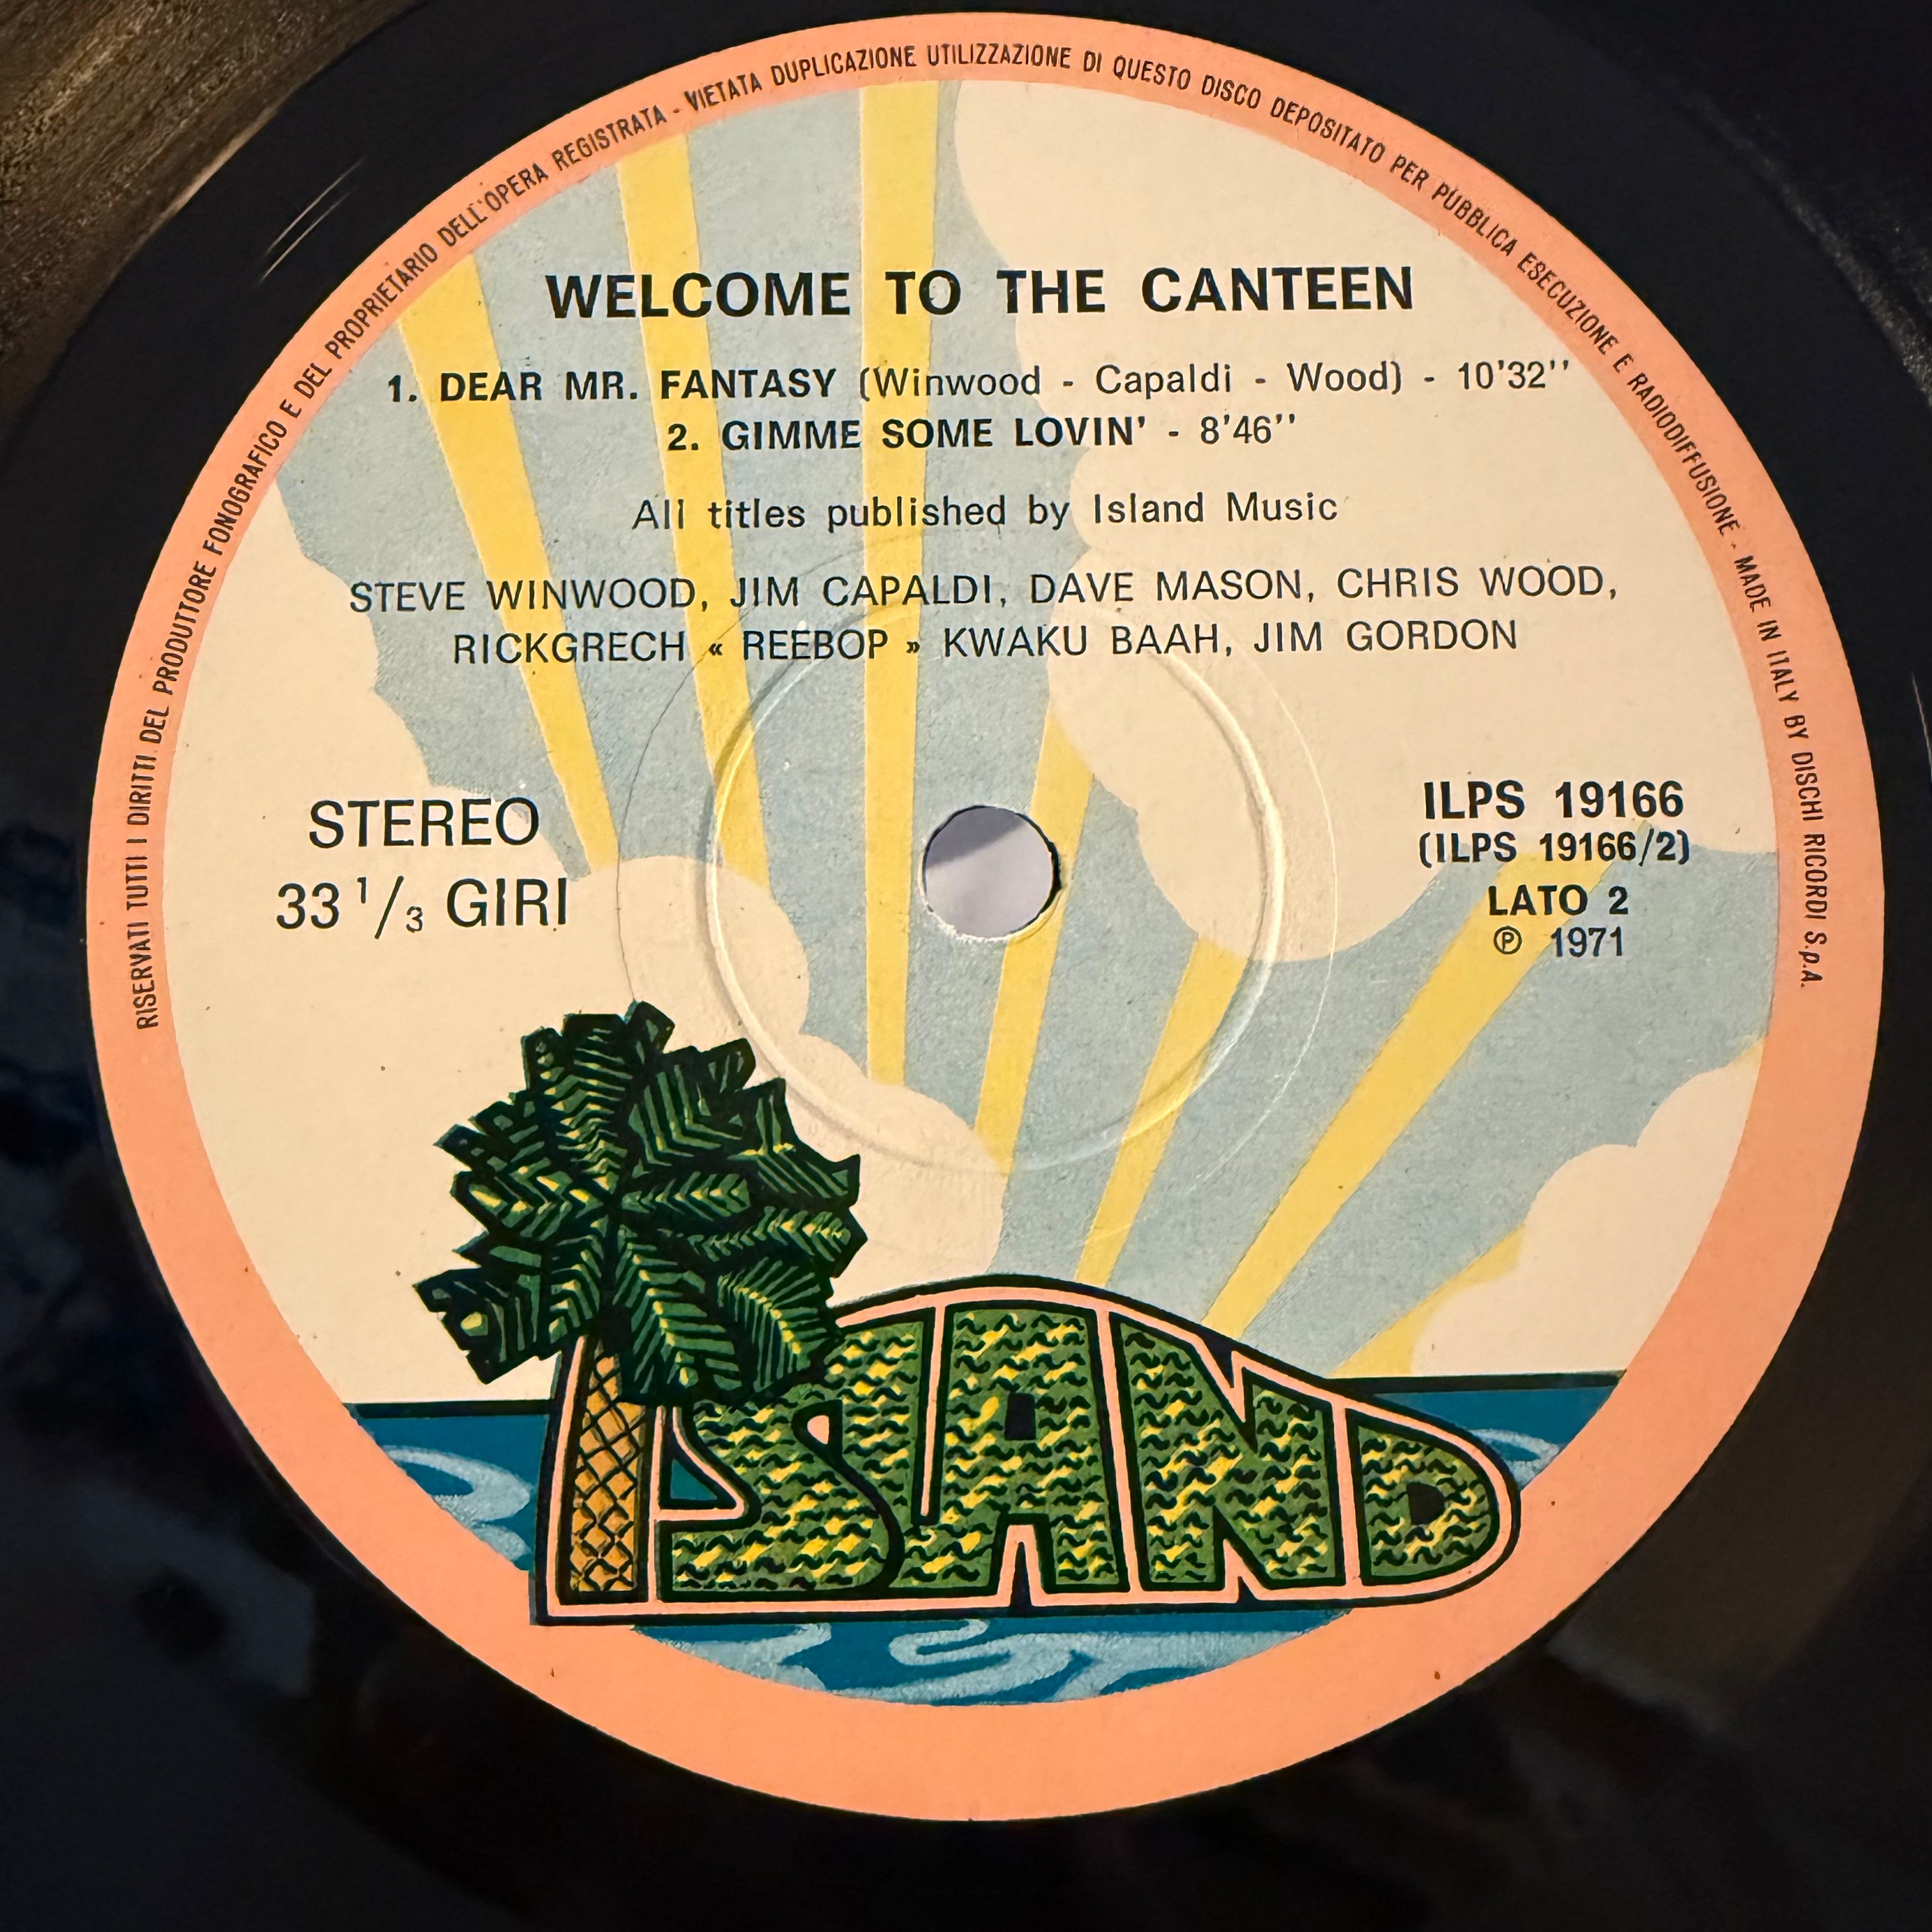 RISERVATI TUTTI I DIRITTI DEL PRODUTTORE FONOGRAFICO E DEL PROPRIETARIO DELL'OPERA REGISTRATA - VIETATA DUPLICAZIONE UTILIZZAZIONE DI QUESTO DISCO DEPOSITATO PER PUBBLICA ESECUZIONE E RADIODIFFUSIONE - MADE IN ITALY BY DISCHI RICORDI S.p.A.
WELCOME TO THE CANTEEN
1. DEAR MR. FANTASY (Winwood - Capaldi - Wood) - 10'32''
2. GIMME SOME LOVIN' - 8'46''
All titles published by Island Music
STEVE WINWOOD, JIM CAPALDI, DAVE MASON, CHRIS WOOD,
RICKGRECH « REEBOP » KWAKU BAAH, JIM GORDON
STEREO
33 1/3 GIRI
ILPS 19166
(ILPS 19166/2)
LATO 2
℗ 1971
ISLAND